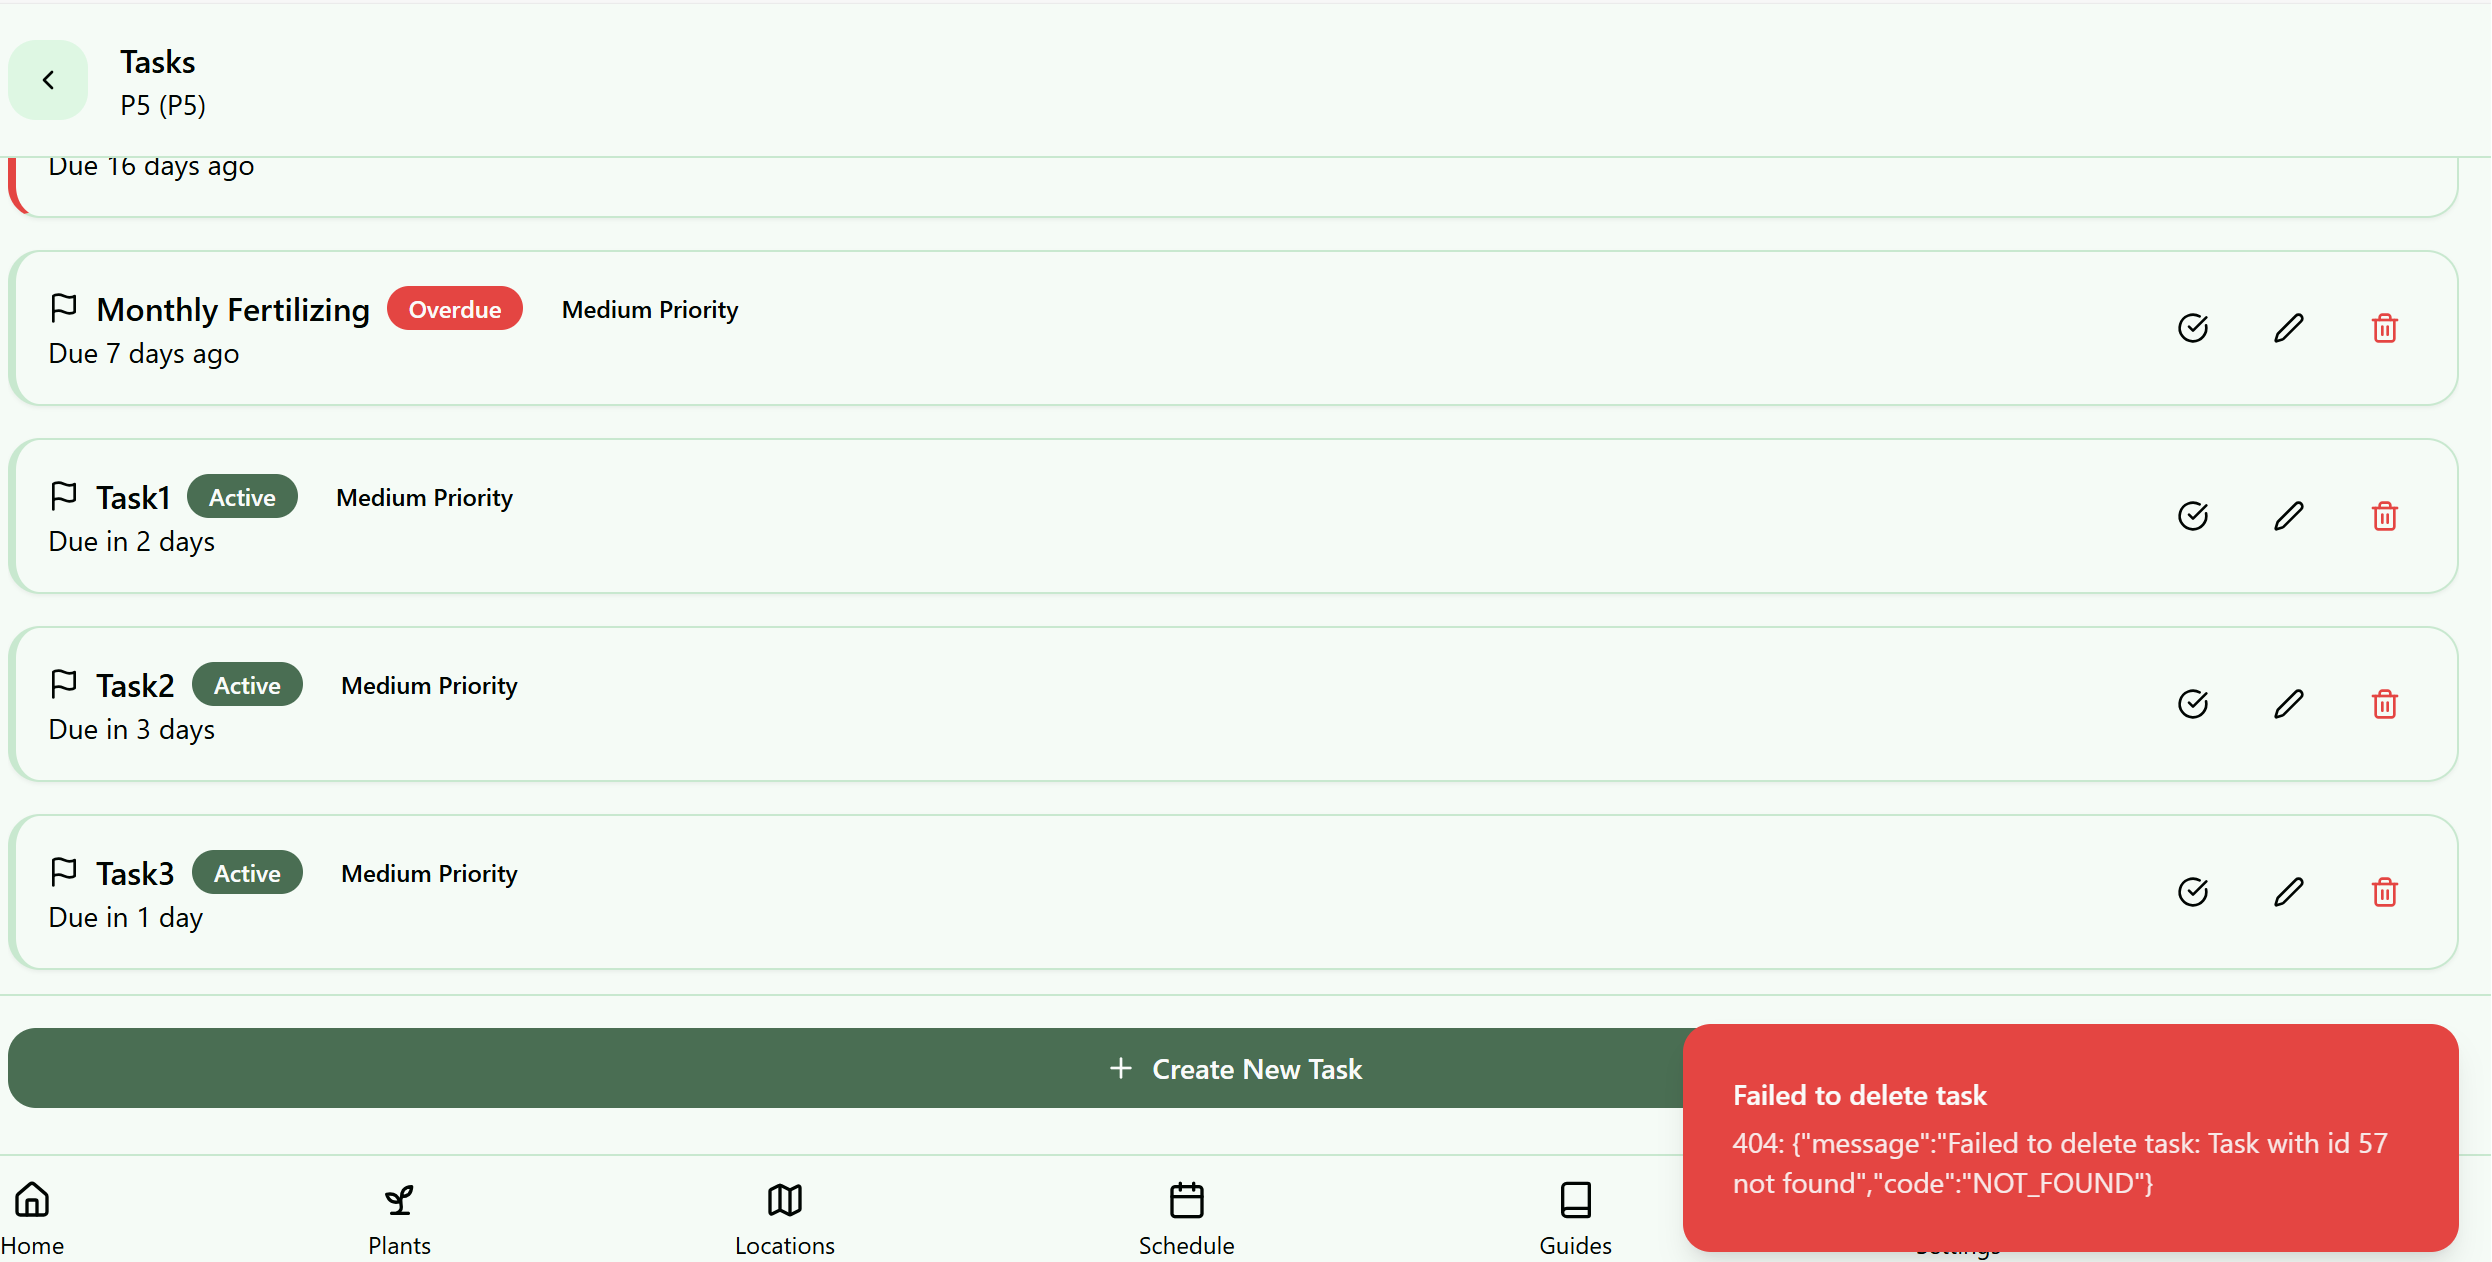 Tasks
P5 (P5)
Due 16 days ago
Monthly Fertilizing Overdue Medium Priority
Due 7 days ago
Task1 Active Medium Priority
Due in 2 days
Task2 Active Medium Priority
Due in 3 days
Task3 Active Medium Priority
Due in 1 day
+ Create New Task
Failed to delete task
404: {"message":"Failed to delete task: Task with id 57
not found","code":"NOT_FOUND"}
Home Plants Locations Schedule Guides Settings